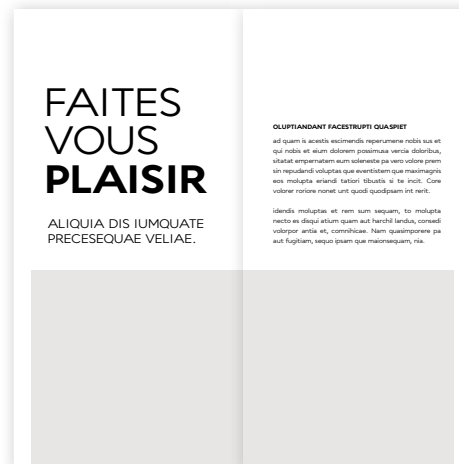 FAITES
VOUS
PLAISIR
ALIQUIA DIS IUMQUATE
PRECESEQUAE VELIAE.
OLUPTIANDANT FACESTRUPTI QUASPIET
ad quam is acestis escimendis reperumene nobis sus et
qui nobis et eium dolorem possimusa vercia doloribus,
sitatat empernatem eum soleneste pa vero volore prem
sin repudandi voluptas que eventistem que maximagnis
eos molupta eriandi tatiori tibustis si te incit. Core
volorer roriore nonet unt quodi quodipsam int rerit.
idendis moluptas et rem sum sequam, to molupta
necto es disqui atium quam aut harchil landus, consedi
volorpor antia et, comnihicae. Nam quasimporere pa
aut fugitiam, sequo ipsam que maionsequam, nia.